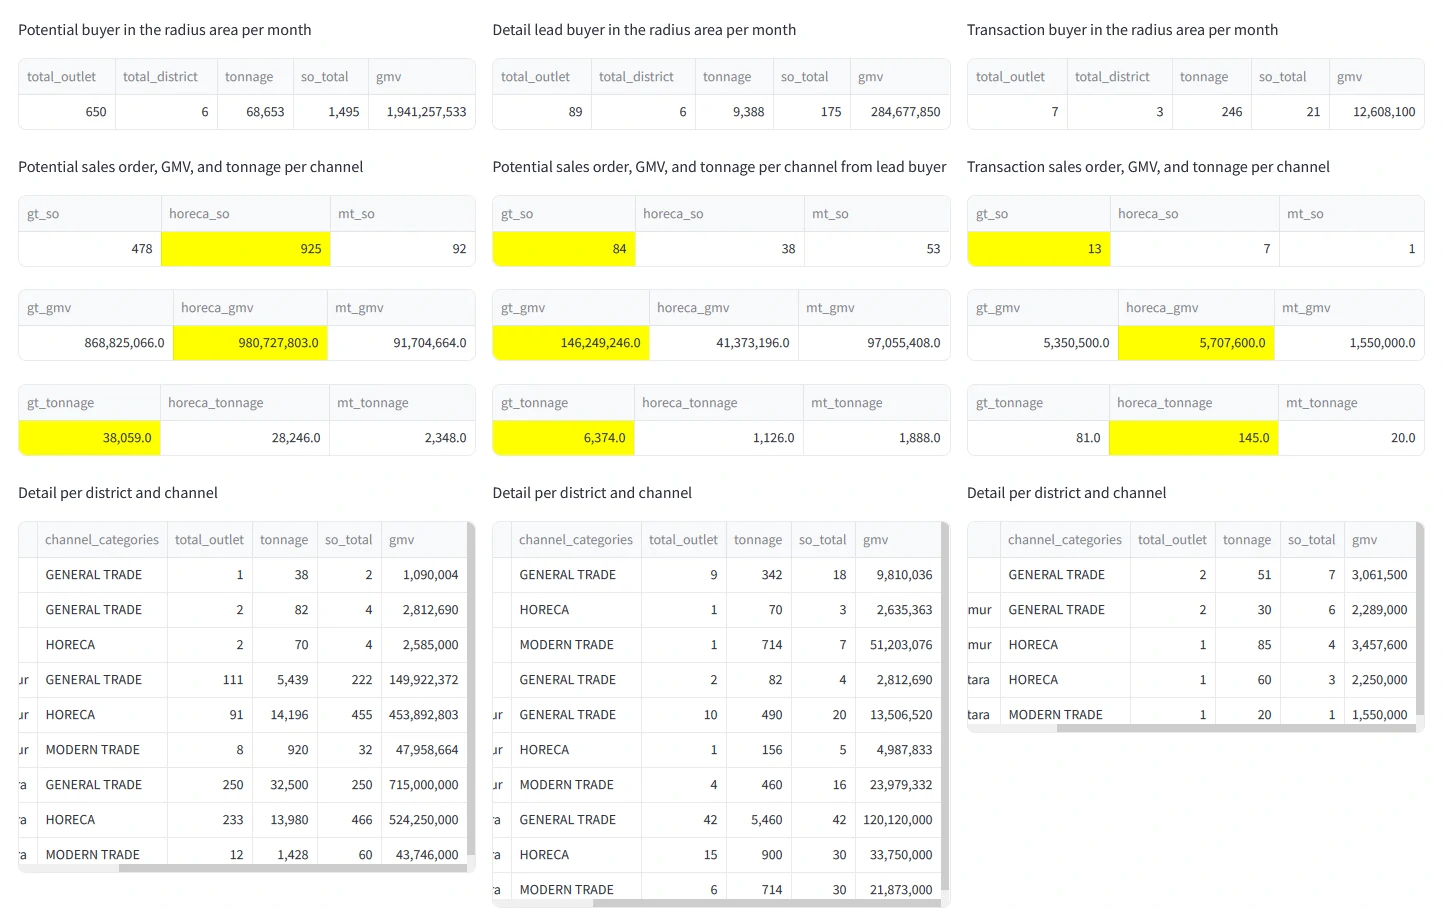 Potential buyer in the radius area per month
total_outlet total_district tonnage so_total gmv
650 6 68,653 1,495 1,941,257,533
Potential sales order, GMV, and tonnage per channel
gt_so horeca_so mt_so
478 925 92
gt_gmv horeca_gmv mt_gmv
868,825,066.0 980,727,803.0 91,704,664.0
gt_tonnage horeca_tonnage mt_tonnage
38,059.0 28,246.0 2,348.0
Detail per district and channel
channel_categories total_outlet tonnage so_total gmv
GENERAL TRADE 1 38 2 1,090,004
GENERAL TRADE 2 82 4 2,812,690
HORECA 2 70 4 2,585,000
ur GENERAL TRADE 111 5,439 222 149,922,372
ur HORECA 91 14,196 455 453,892,803
ur MODERN TRADE 8 920 32 47,958,664
ra GENERAL TRADE 250 32,500 250 715,000,000
ra HORECA 233 13,980 466 524,250,000
ra MODERN TRADE 12 1,428 60 43,746,000
Detail lead buyer in the radius area per month
total_outlet total_district tonnage so_total gmv
89 6 9,388 175 284,677,850
Potential sales order, GMV, and tonnage per channel from lead buyer
gt_so horeca_so mt_so
84 38 53
gt_gmv horeca_gmv mt_gmv
146,249,246.0 41,373,196.0 97,055,408.0
gt_tonnage horeca_tonnage mt_tonnage
6,374.0 1,126.0 1,888.0
Detail per district and channel
channel_categories total_outlet tonnage so_total gmv
GENERAL TRADE 9 342 18 9,810,036
HORECA 1 70 3 2,635,363
MODERN TRADE 1 714 7 51,203,076
GENERAL TRADE 2 82 4 2,812,690
ur GENERAL TRADE 10 490 20 13,506,520
ur HORECA 1 156 5 4,987,833
ur MODERN TRADE 4 460 16 23,979,332
ra GENERAL TRADE 42 5,460 42 120,120,000
ra HORECA 15 900 30 33,750,000
ra MODERN TRADE 6 714 30 21,873,000
Transaction buyer in the radius area per month
total_outlet total_district tonnage so_total gmv
7 3 246 21 12,608,100
Transaction sales order, GMV, and tonnage per channel
gt_so horeca_so mt_so
13 7 1
gt_gmv horeca_gmv mt_gmv
5,350,500.0 5,707,600.0 1,550,000.0
gt_tonnage horeca_tonnage mt_tonnage
81.0 145.0 20.0
Detail per district and channel
channel_categories total_outlet tonnage so_total gmv
GENERAL TRADE 2 51 7 3,061,500
mur GENERAL TRADE 2 30 6 2,289,000
mur HORECA 1 85 4 3,457,600
tara HORECA 1 60 3 2,250,000
tara MODERN TRADE 1 20 1 1,550,000